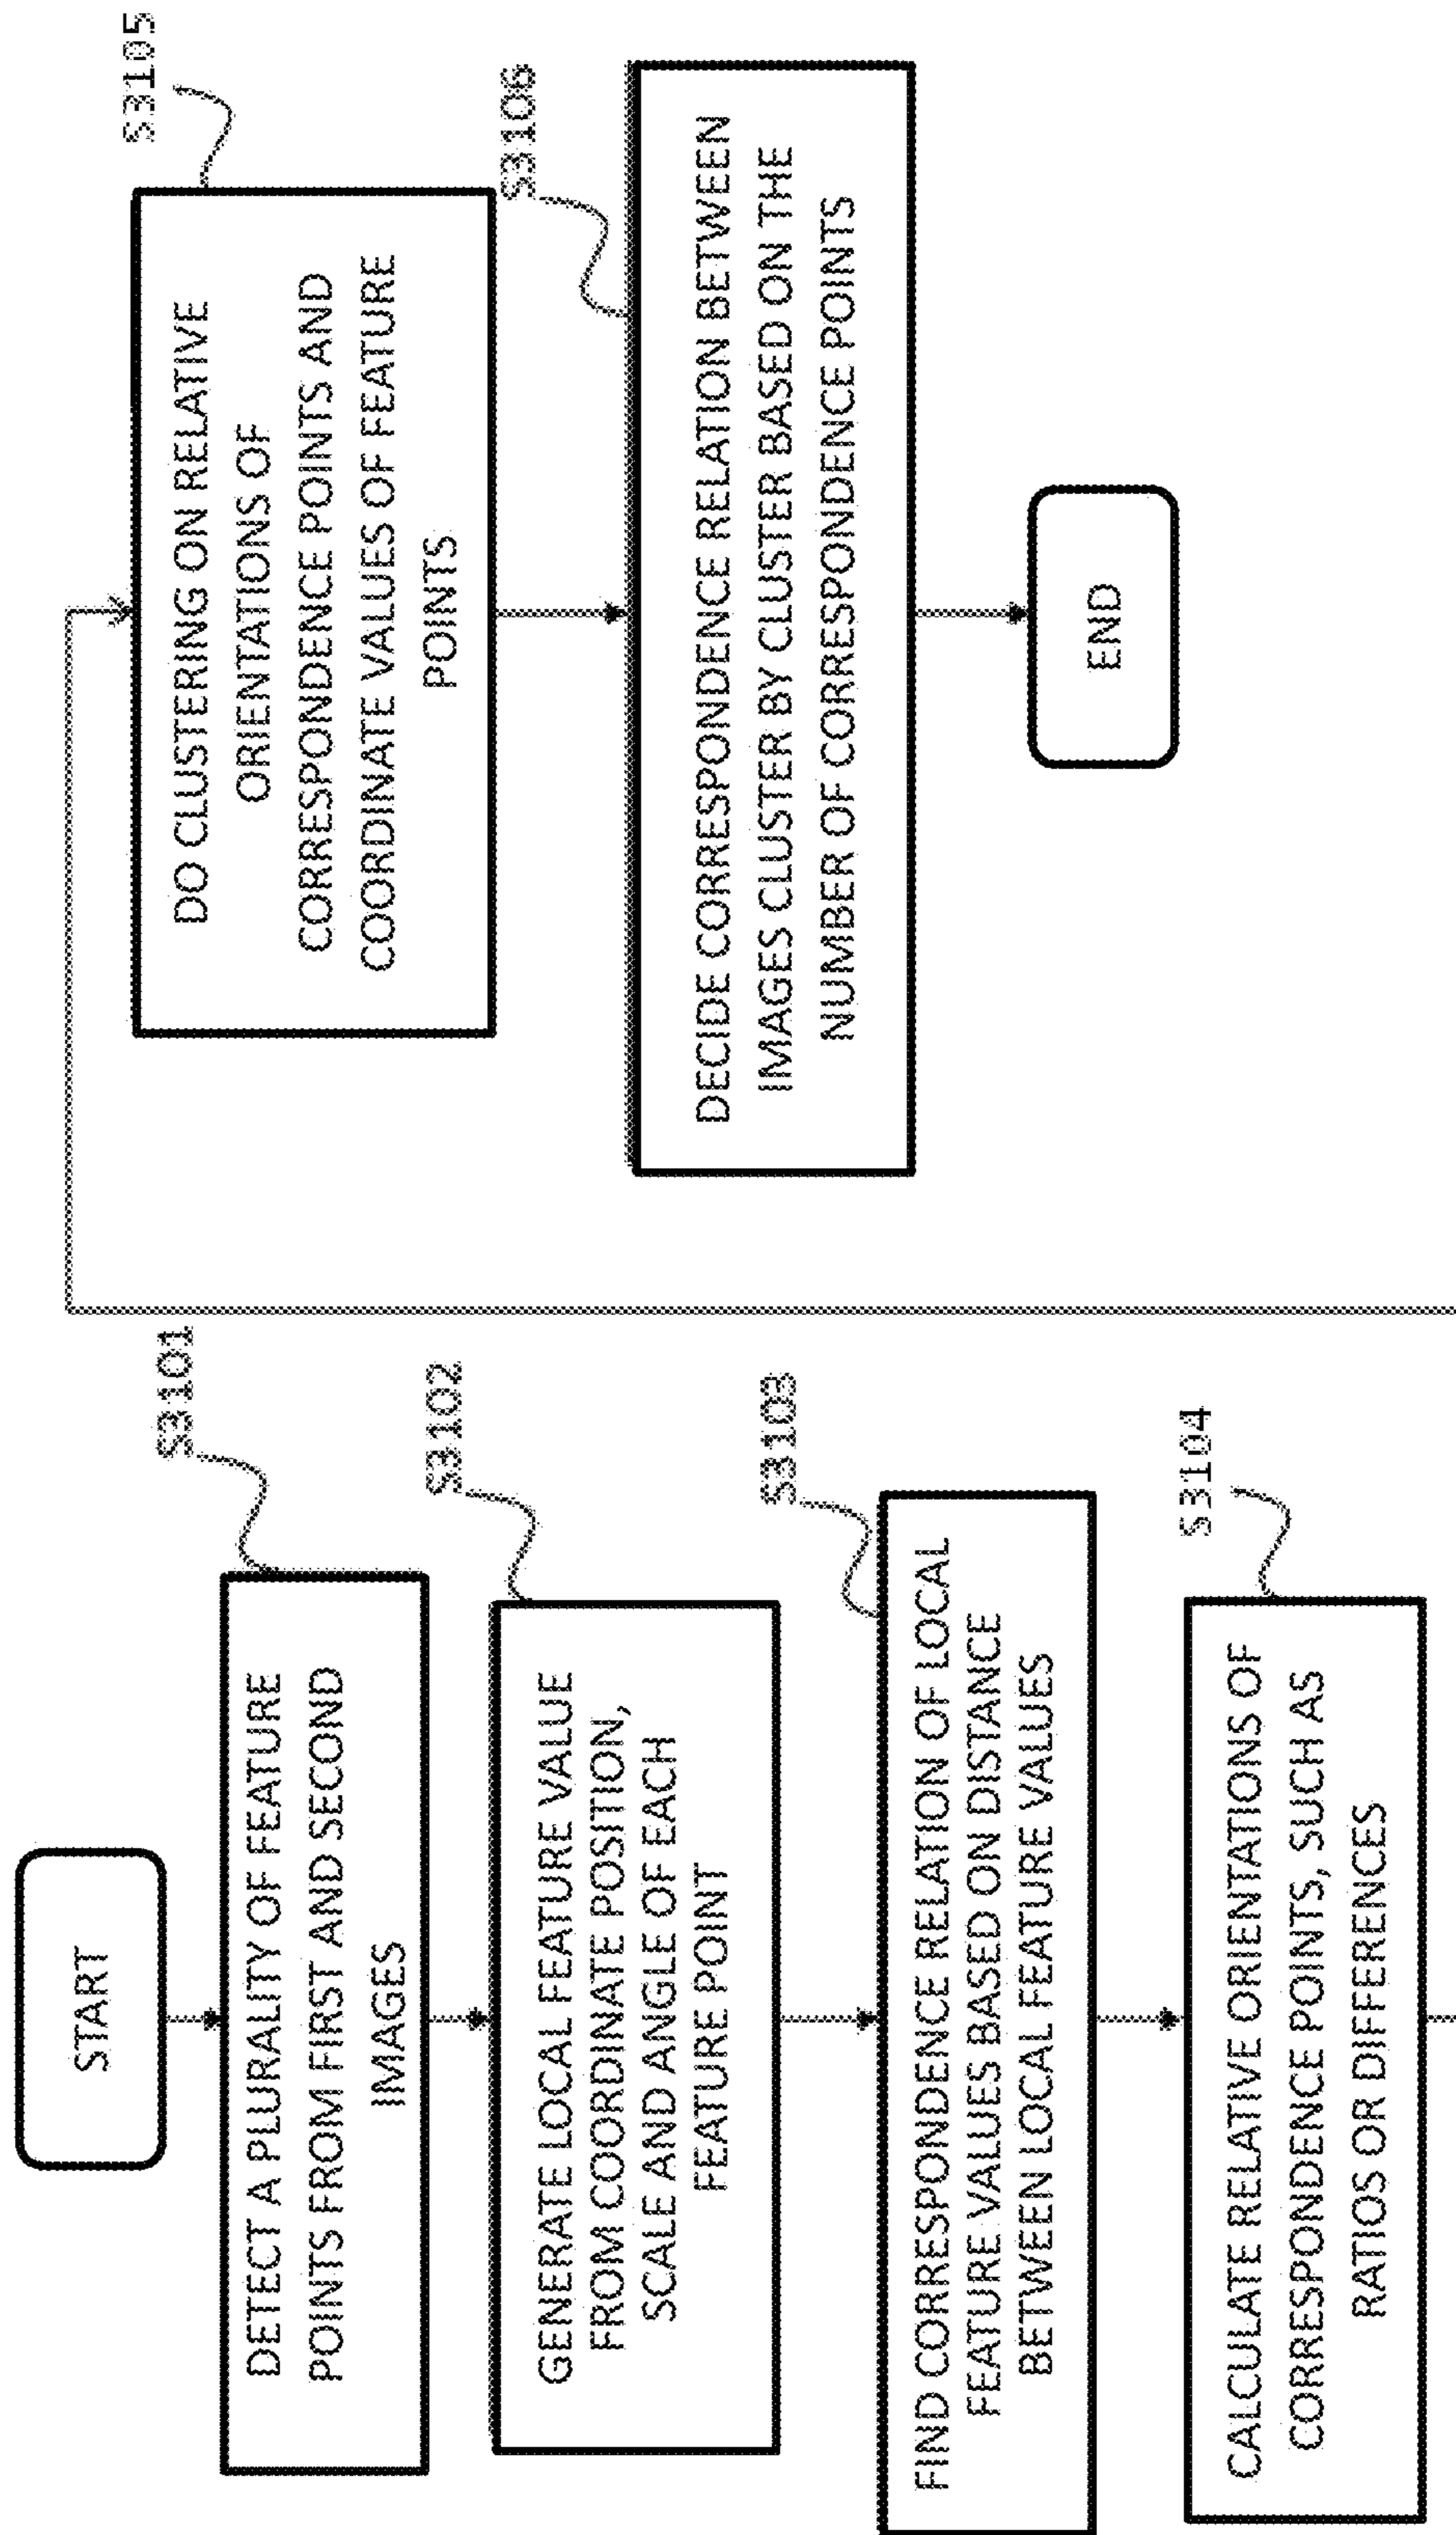 START
S3101
DETECT A PLURALITY OF FEATURE
POINTS FROM FIRST AND SECOND
IMAGES
S3102
GENERATE LOCAL FEATURE VALUE
FROM COORDINATE POSITION,
SCALE AND ANGLE OF EACH
FEATURE POINT
S3103
FIND CORRESPONDENCE RELATION OF LOCAL
FEATURE VALUES BASED ON DISTANCE
BETWEEN LOCAL FEATURE VALUES
S3104
CALCULATE RELATIVE ORIENTATIONS OF
CORRESPONDENCE POINTS, SUCH AS
RATIOS OR DIFFERENCES
S3105
DO CLUSTERING ON RELATIVE
ORIENTATIONS OF
CORRESPONDENCE POINTS AND
COORDINATE VALUES OF FEATURE
POINTS
S3106
DECIDE CORRESPONDENCE RELATION BETWEEN
IMAGES CLUSTER BY CLUSTER BASED ON THE
NUMBER OF CORRESPONDENCE POINTS
END